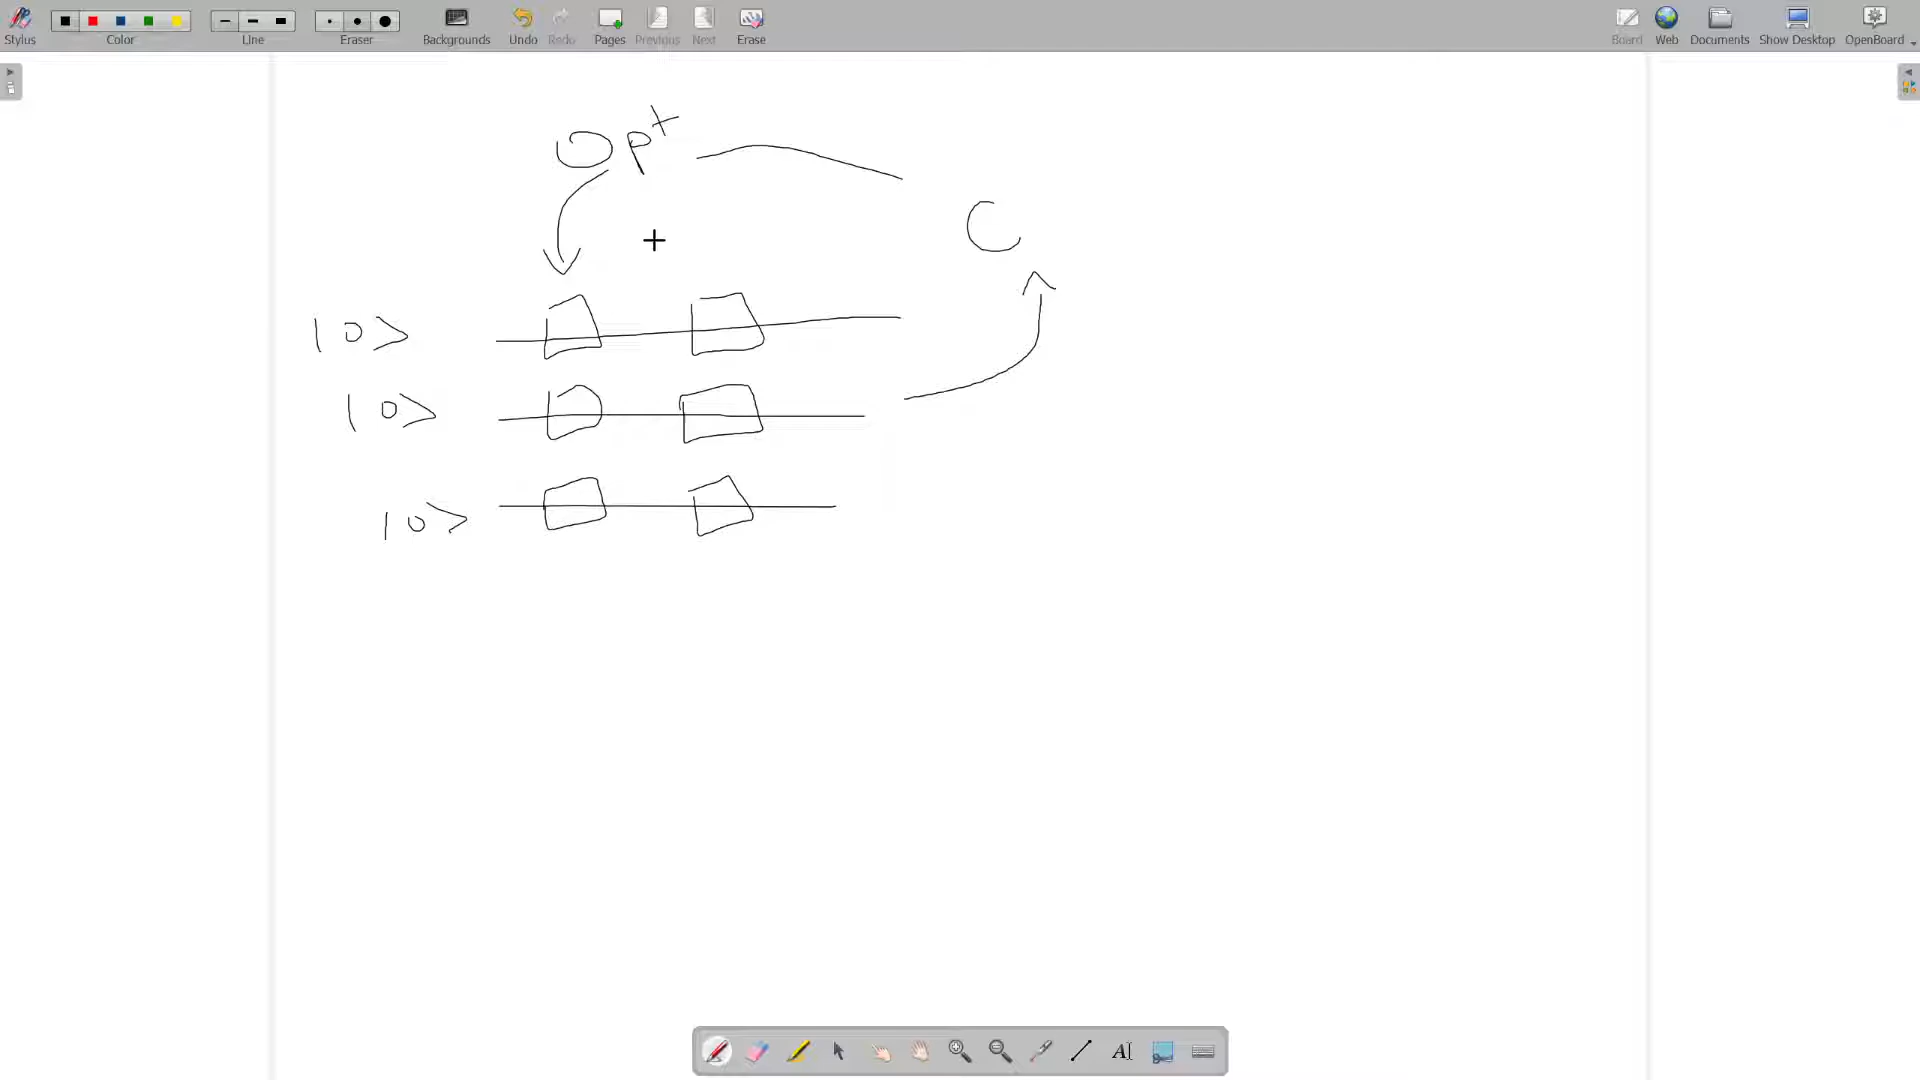 Stylus Color Line Eraser Backgrounds Undo Redo Pages Previous Next Erase Board Web Documents Show Desktop OpenBoard
Opt
C
|0>
|0>
|0>